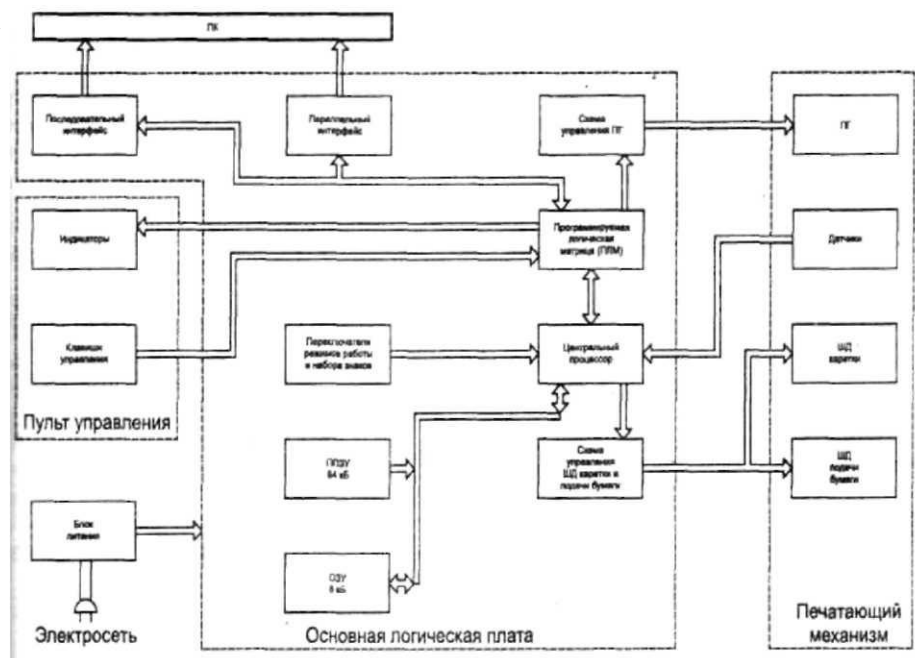 ПК
Последовательный
интерфейс
Параллельный
интерфейс
Схема
управления ПГ
ПГ
Индикаторы
Программируемая
логическая
матрица (ПЛМ)
Датчики
Клавиши
управления
Переключатели
режимов работы
и набора знаков
Центральный
процессор
ШД
каретки
Пульт управления
ППЗУ
64 кБ
Схема
управления
ШД каретки и
подачи бумаги
ШД
подачи
бумаги
Блок
питания
ОЗУ
8 кБ
Электросеть
Основная логическая плата
Печатающий
механизм